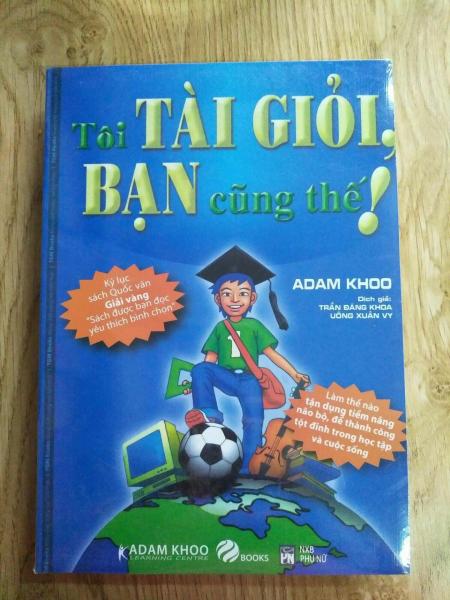 Tôi TÀI GIỎI,
BẠN cũng thế!
ADAM KHOO
Dịch giả:
TRẦN ĐĂNG KHOA
UÔNG XUÂN VY
Kỷ lục
sách Quốc văn
Giải vàng
"Sách được bạn đọc
yêu thích bình chọn"
Làm thế nào
tận dụng tiềm năng
não bộ, để thành công
tột đỉnh trong học tập
và cuộc sống
1
ADAM KHOO
LEARNING CENTRE
BOOKS
PN
NXB
PHỤ NỮ